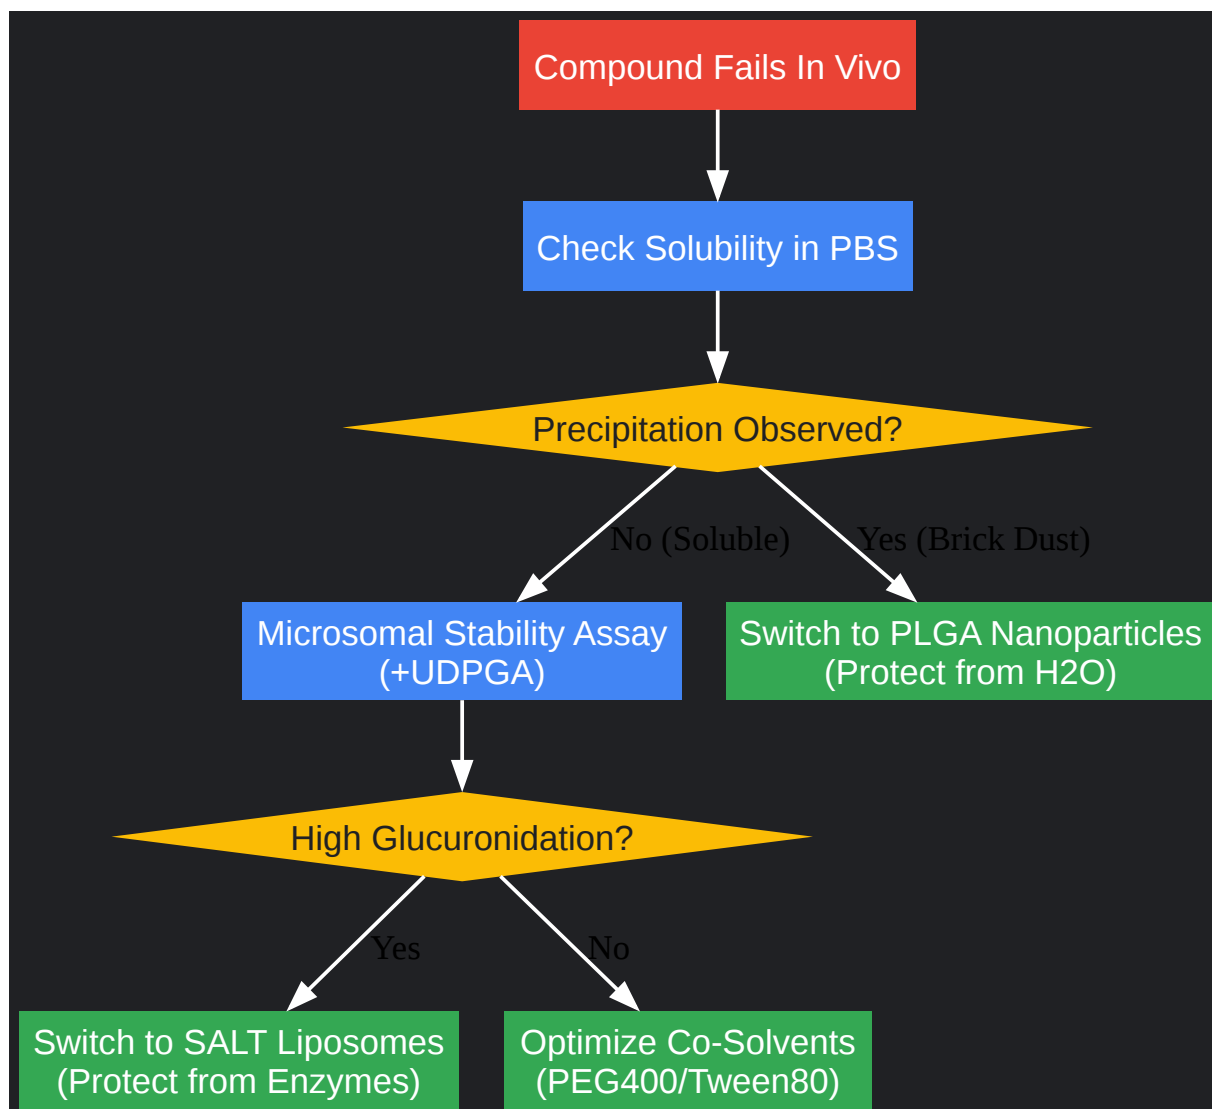 Compound Fails In Vivo
Check Solubility in PBS
Precipitation Observed?
No (Soluble)
Yes (Brick Dust)
Microsomal Stability Assay
(+UDPGA)
Switch to PLGA Nanoparticles
(Protect from H2O)
High Glucuronidation?
Yes
No
Switch to SALT Liposomes
(Protect from Enzymes)
Optimize Co-Solvents
(PEG400/Tween80)